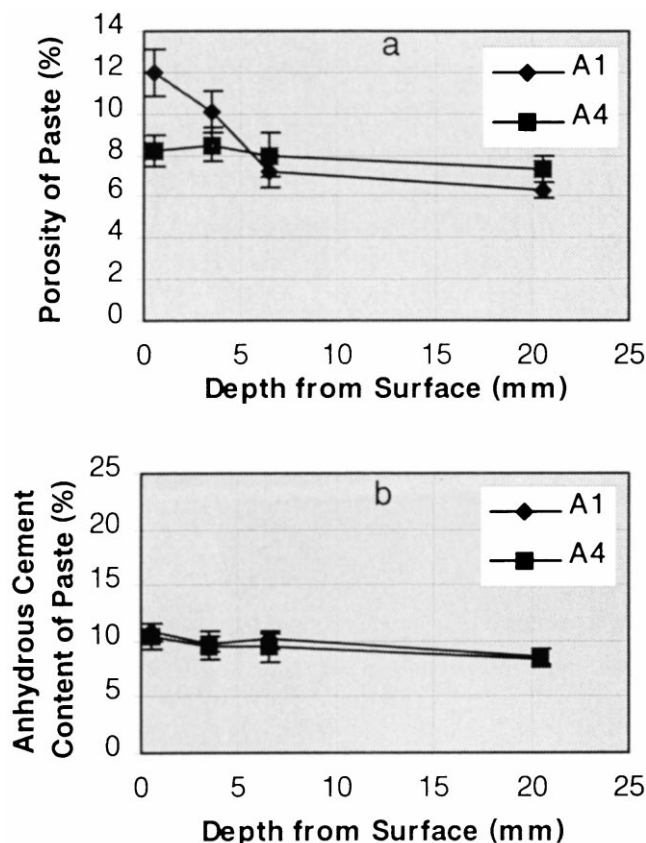 a
A1
A4
Porosity of Paste (%)
14
12
10
8
6
4
2
0
0 5 10 15 20 25
Depth from Surface (mm)
b
A1
A4
Anhydrous Cement
Content of Paste (%)
25
20
15
10
5
0
0 5 10 15 20 25
Depth from Surface (mm)